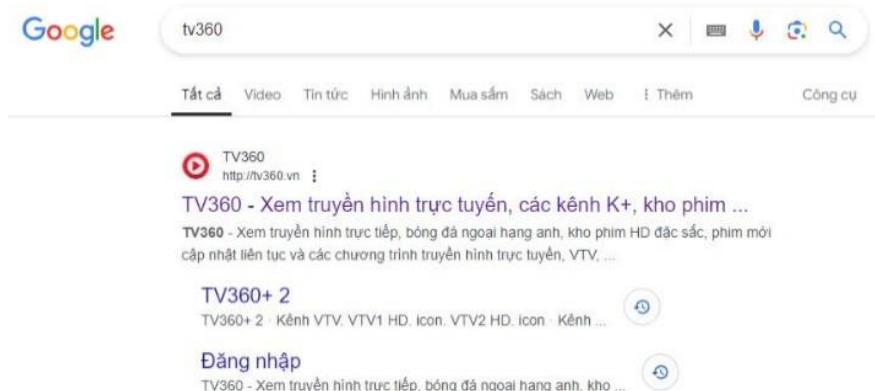 Google
tv360
Tất cả Video Tin tức Hình ảnh Mua sắm Sách Web Thêm Công cụ
TV360
http://tv360.vn
TV360 - Xem truyền hình trực tuyến, các kênh K+, kho phim ...
TV360 - Xem truyền hình trực tiếp, bóng đá ngoại hạng anh, kho phim HD đặc sắc, phim mới
cập nhật liên tục và các chương trình truyền hình trực tuyến, VTV, ...
TV360+ 2
TV360+ 2 · Kênh VTV. VTV1 HD. icon. VTV2 HD. icon · Kênh ...
Đăng nhập
TV360 - Xem truyền hình trực tiếp, bóng đá ngoại hạng anh, kho ...